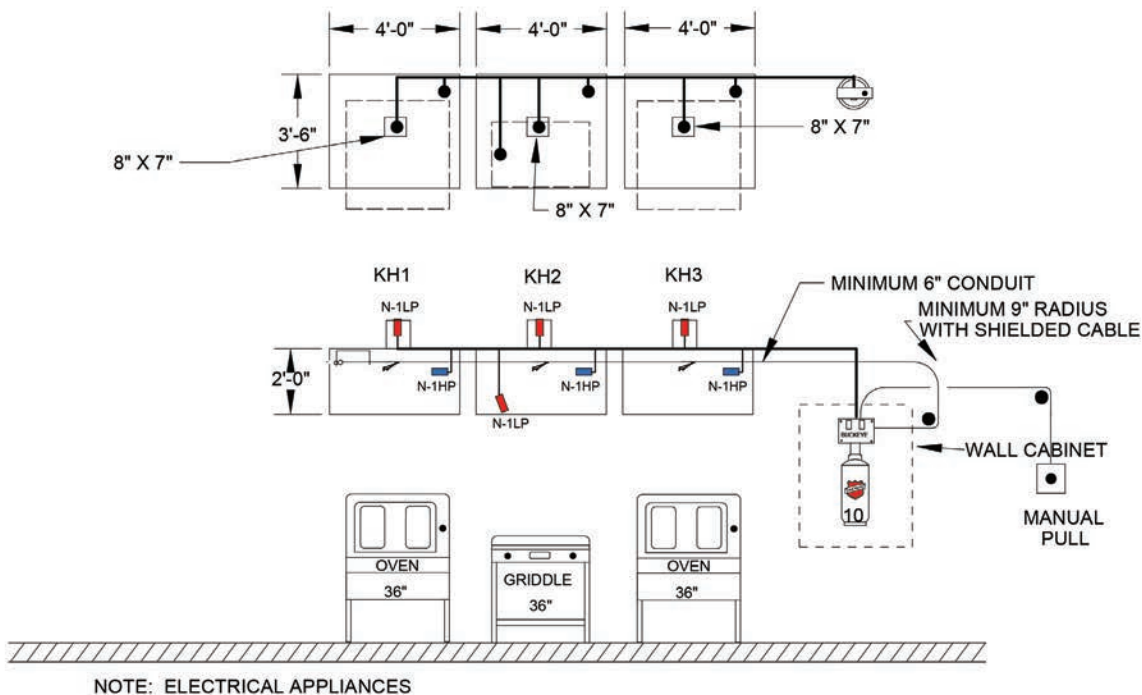 4'-0"
4'-0"
4'-0"
3'-6"
8" X 7"
8" X 7"
8" X 7"
KH1
KH2
KH3
N-1LP
N-1LP
N-1LP
MINIMUM 6" CONDUIT
MINIMUM 9" RADIUS
WITH SHIELDED CABLE
2'-0"
N-1HP
N-1HP
N-1HP
N-1LP
BUCKEYE
WALL CABINET
10
MANUAL
PULL
OVEN
36"
GRIDDLE
36"
OVEN
36"
NOTE: ELECTRICAL APPLIANCES